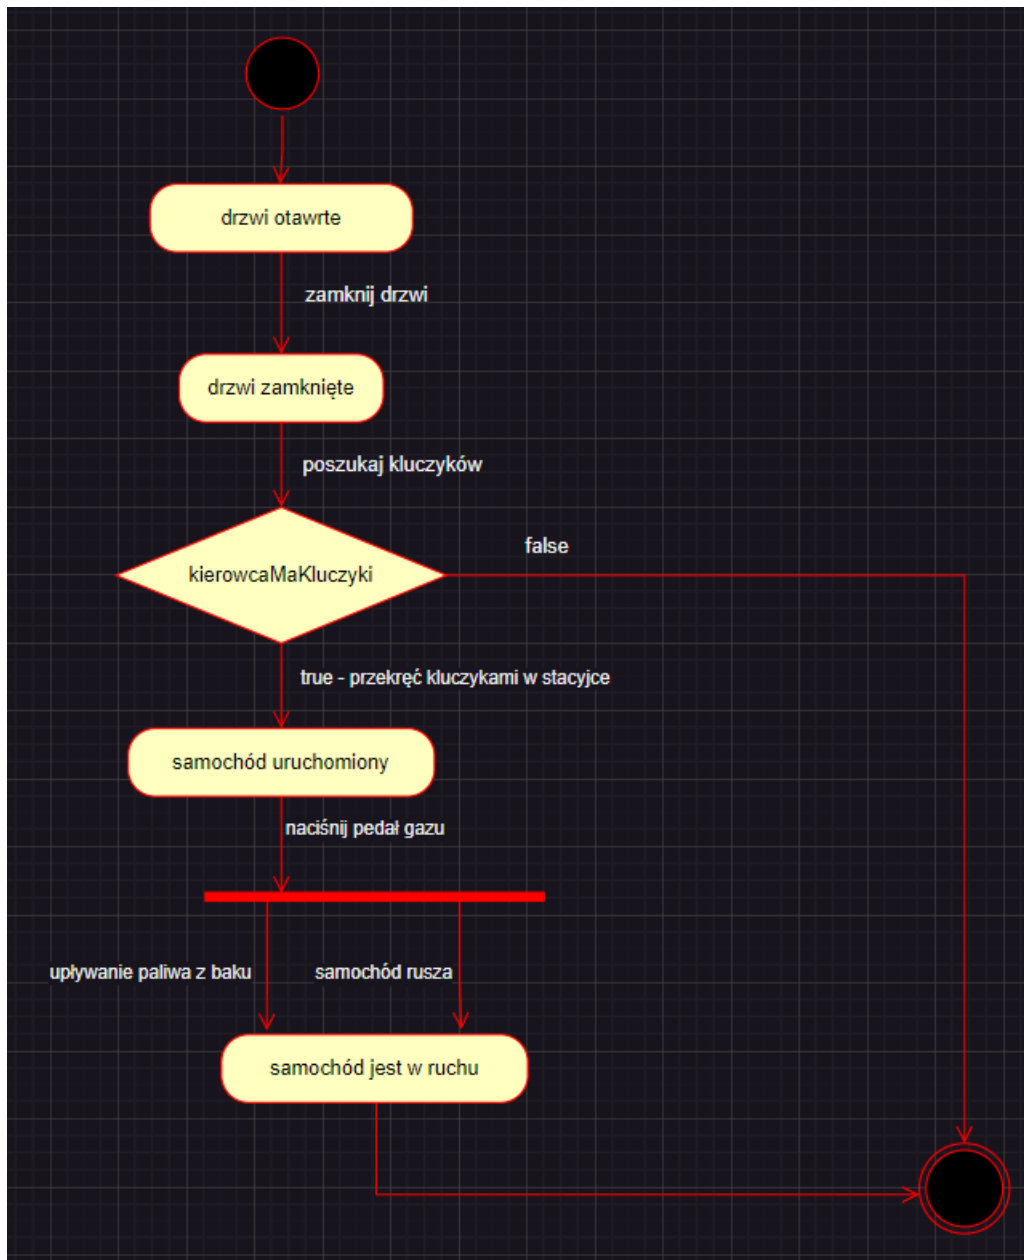 drzwi otawrte
zamknij drzwi
drzwi zamknięte
poszukaj kluczyków
false
kierowcaMaKluczyki
true - przekręć kluczykami w stacyjce
samochód uruchomiony
naciśnij pedał gazu
upływanie paliwa z baku
samochód rusza
samochód jest w ruchu